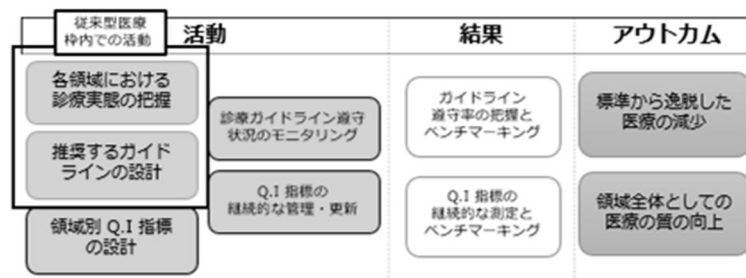 従来型医療
枠内での活動
活動
結果
アウトカム
各領域における
診療実態の把握
推奨するガイド
ラインの設計
領域別 Q.I 指標
の設計
診療ガイドライン遵守
状況のモニタリング
Q.I 指標の
継続的な管理・更新
ガイドライン
遵守率の把握と
ベンチマーキング
Q.I 指標の
継続的な測定と
ベンチマーキング
標準から逸脱した
医療の減少
領域全体としての
医療の質の向上